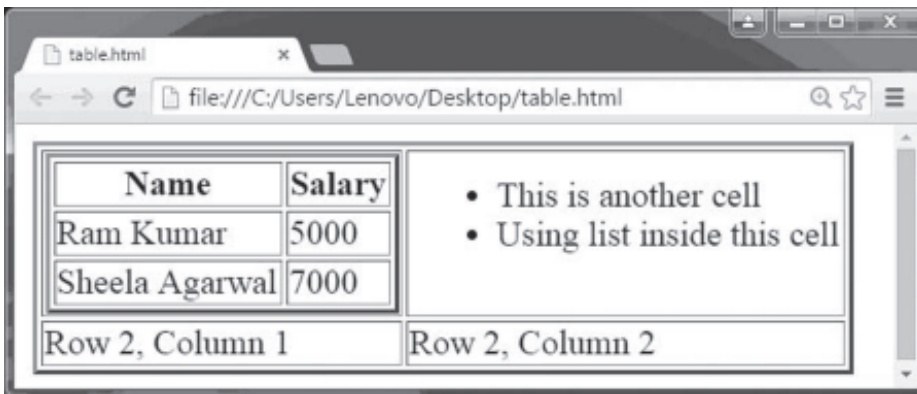 table.html
file:///C:/Users/Lenovo/Desktop/table.html
Name Salary
Ram Kumar 5000
Sheela Agarwal 7000
• This is another cell
• Using list inside this cell
Row 2, Column 1 Row 2, Column 2